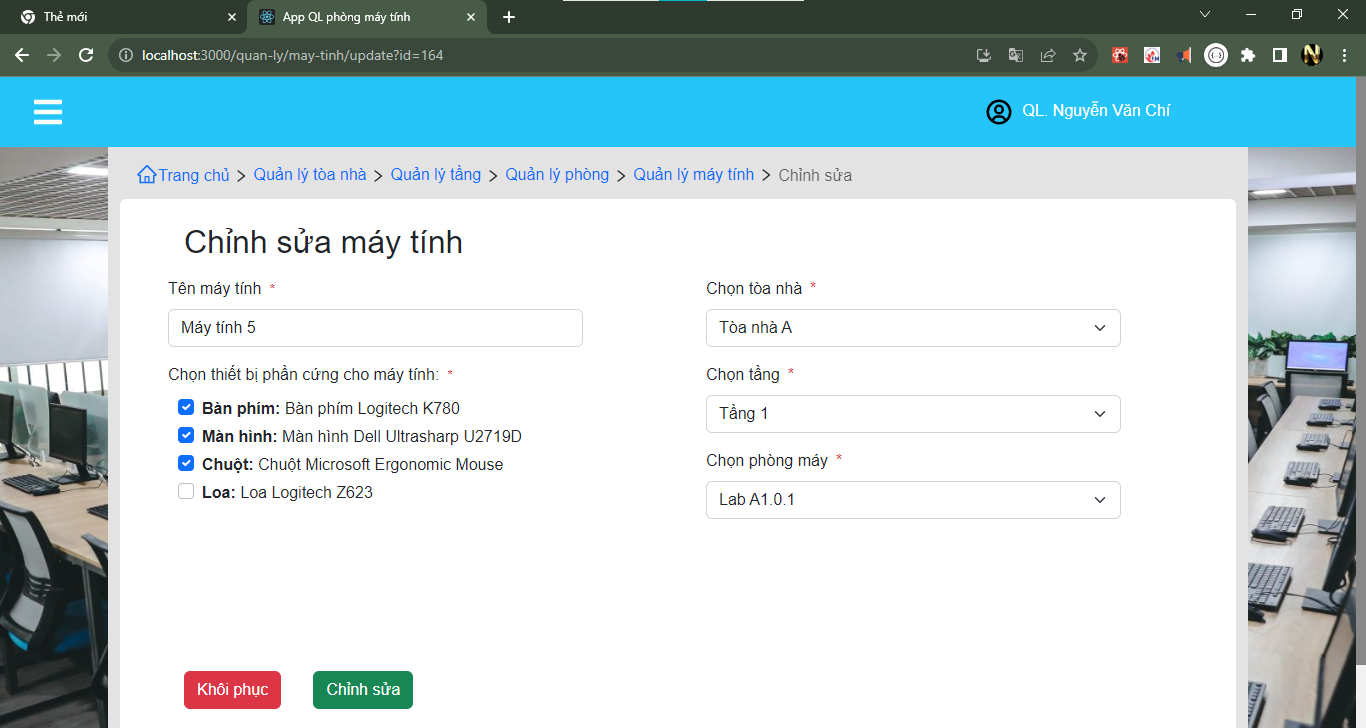 Thẻ mới
App QL phòng máy tính
localhost:3000/quan-ly/may-tinh/update?id=164
QL. Nguyễn Văn Chí
Trang chủ > Quản lý tòa nhà > Quản lý tầng > Quản lý phòng > Quản lý máy tính > Chỉnh sửa
Chỉnh sửa máy tính
Tên máy tính *
Máy tính 5
Chọn thiết bị phần cứng cho máy tính: *
Bàn phím: Bàn phím Logitech K780
Màn hình: Màn hình Dell Ultrasharp U2719D
Chuột: Chuột Microsoft Ergonomic Mouse
Loa: Loa Logitech Z623
Chọn tòa nhà *
Tòa nhà A
Chọn tầng *
Tầng 1
Chọn phòng máy *
Lab A1.0.1
Khôi phục
Chỉnh sửa